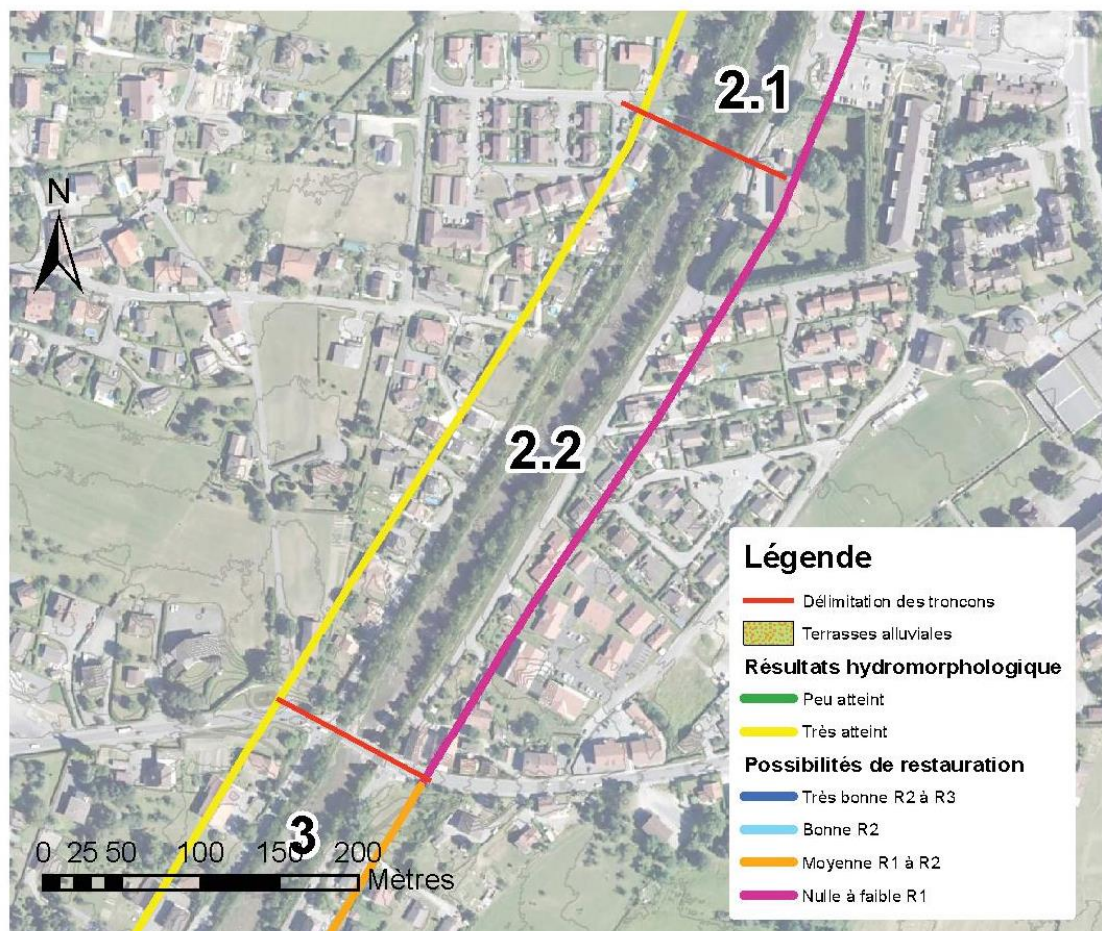 2.1
N
2.2
3
0 25 50 100 150 200
Mètres
Légende
Délimitation des troncons
Terrasses alluviales
Résultats hydromorphologique
Peu atteint
Très atteint
Possibilités de restauration
Très bonne R2 à R3
Bonne R2
Moyenne R1 à R2
Nulle à faible R1